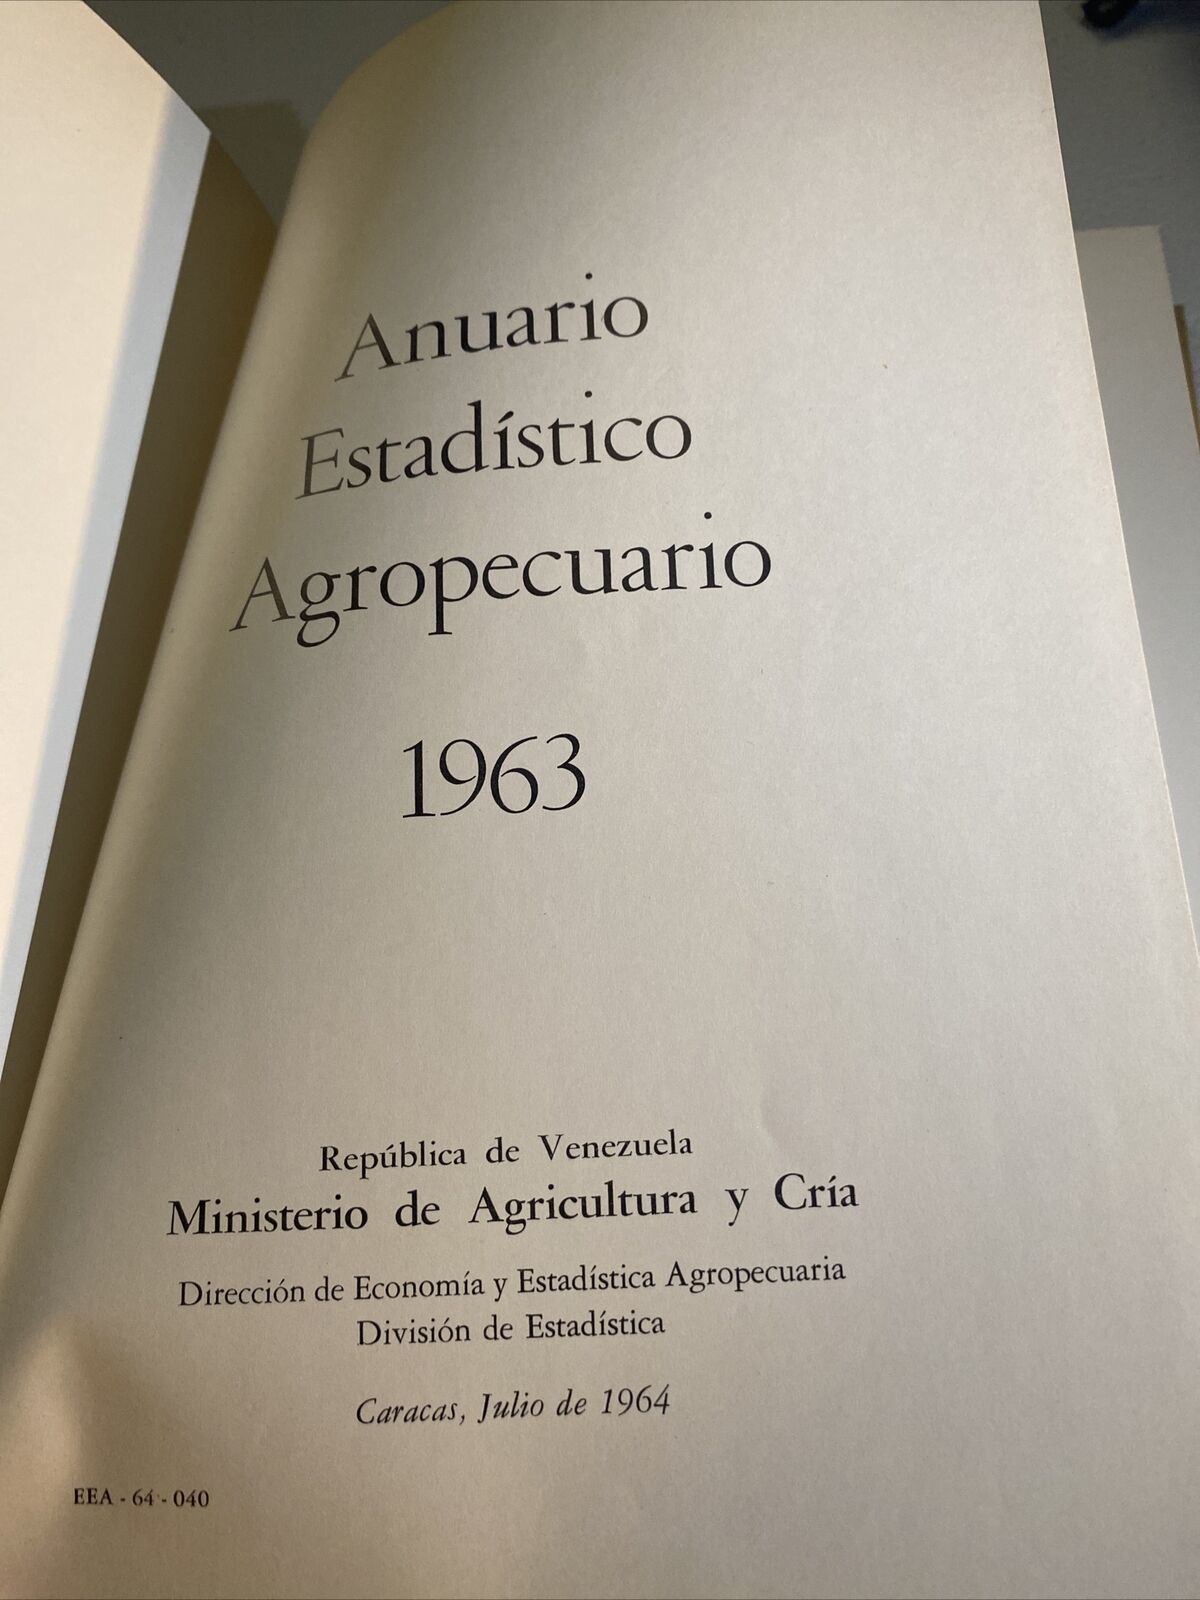 Anuario
Estadístico
Agropecuario
1963
República de Venezuela
Ministerio de Agricultura y Cría
Dirección de Economía y Estadística Agropecuaria
División de Estadística
Caracas, Julio de 1964
EEA - 64 - 040